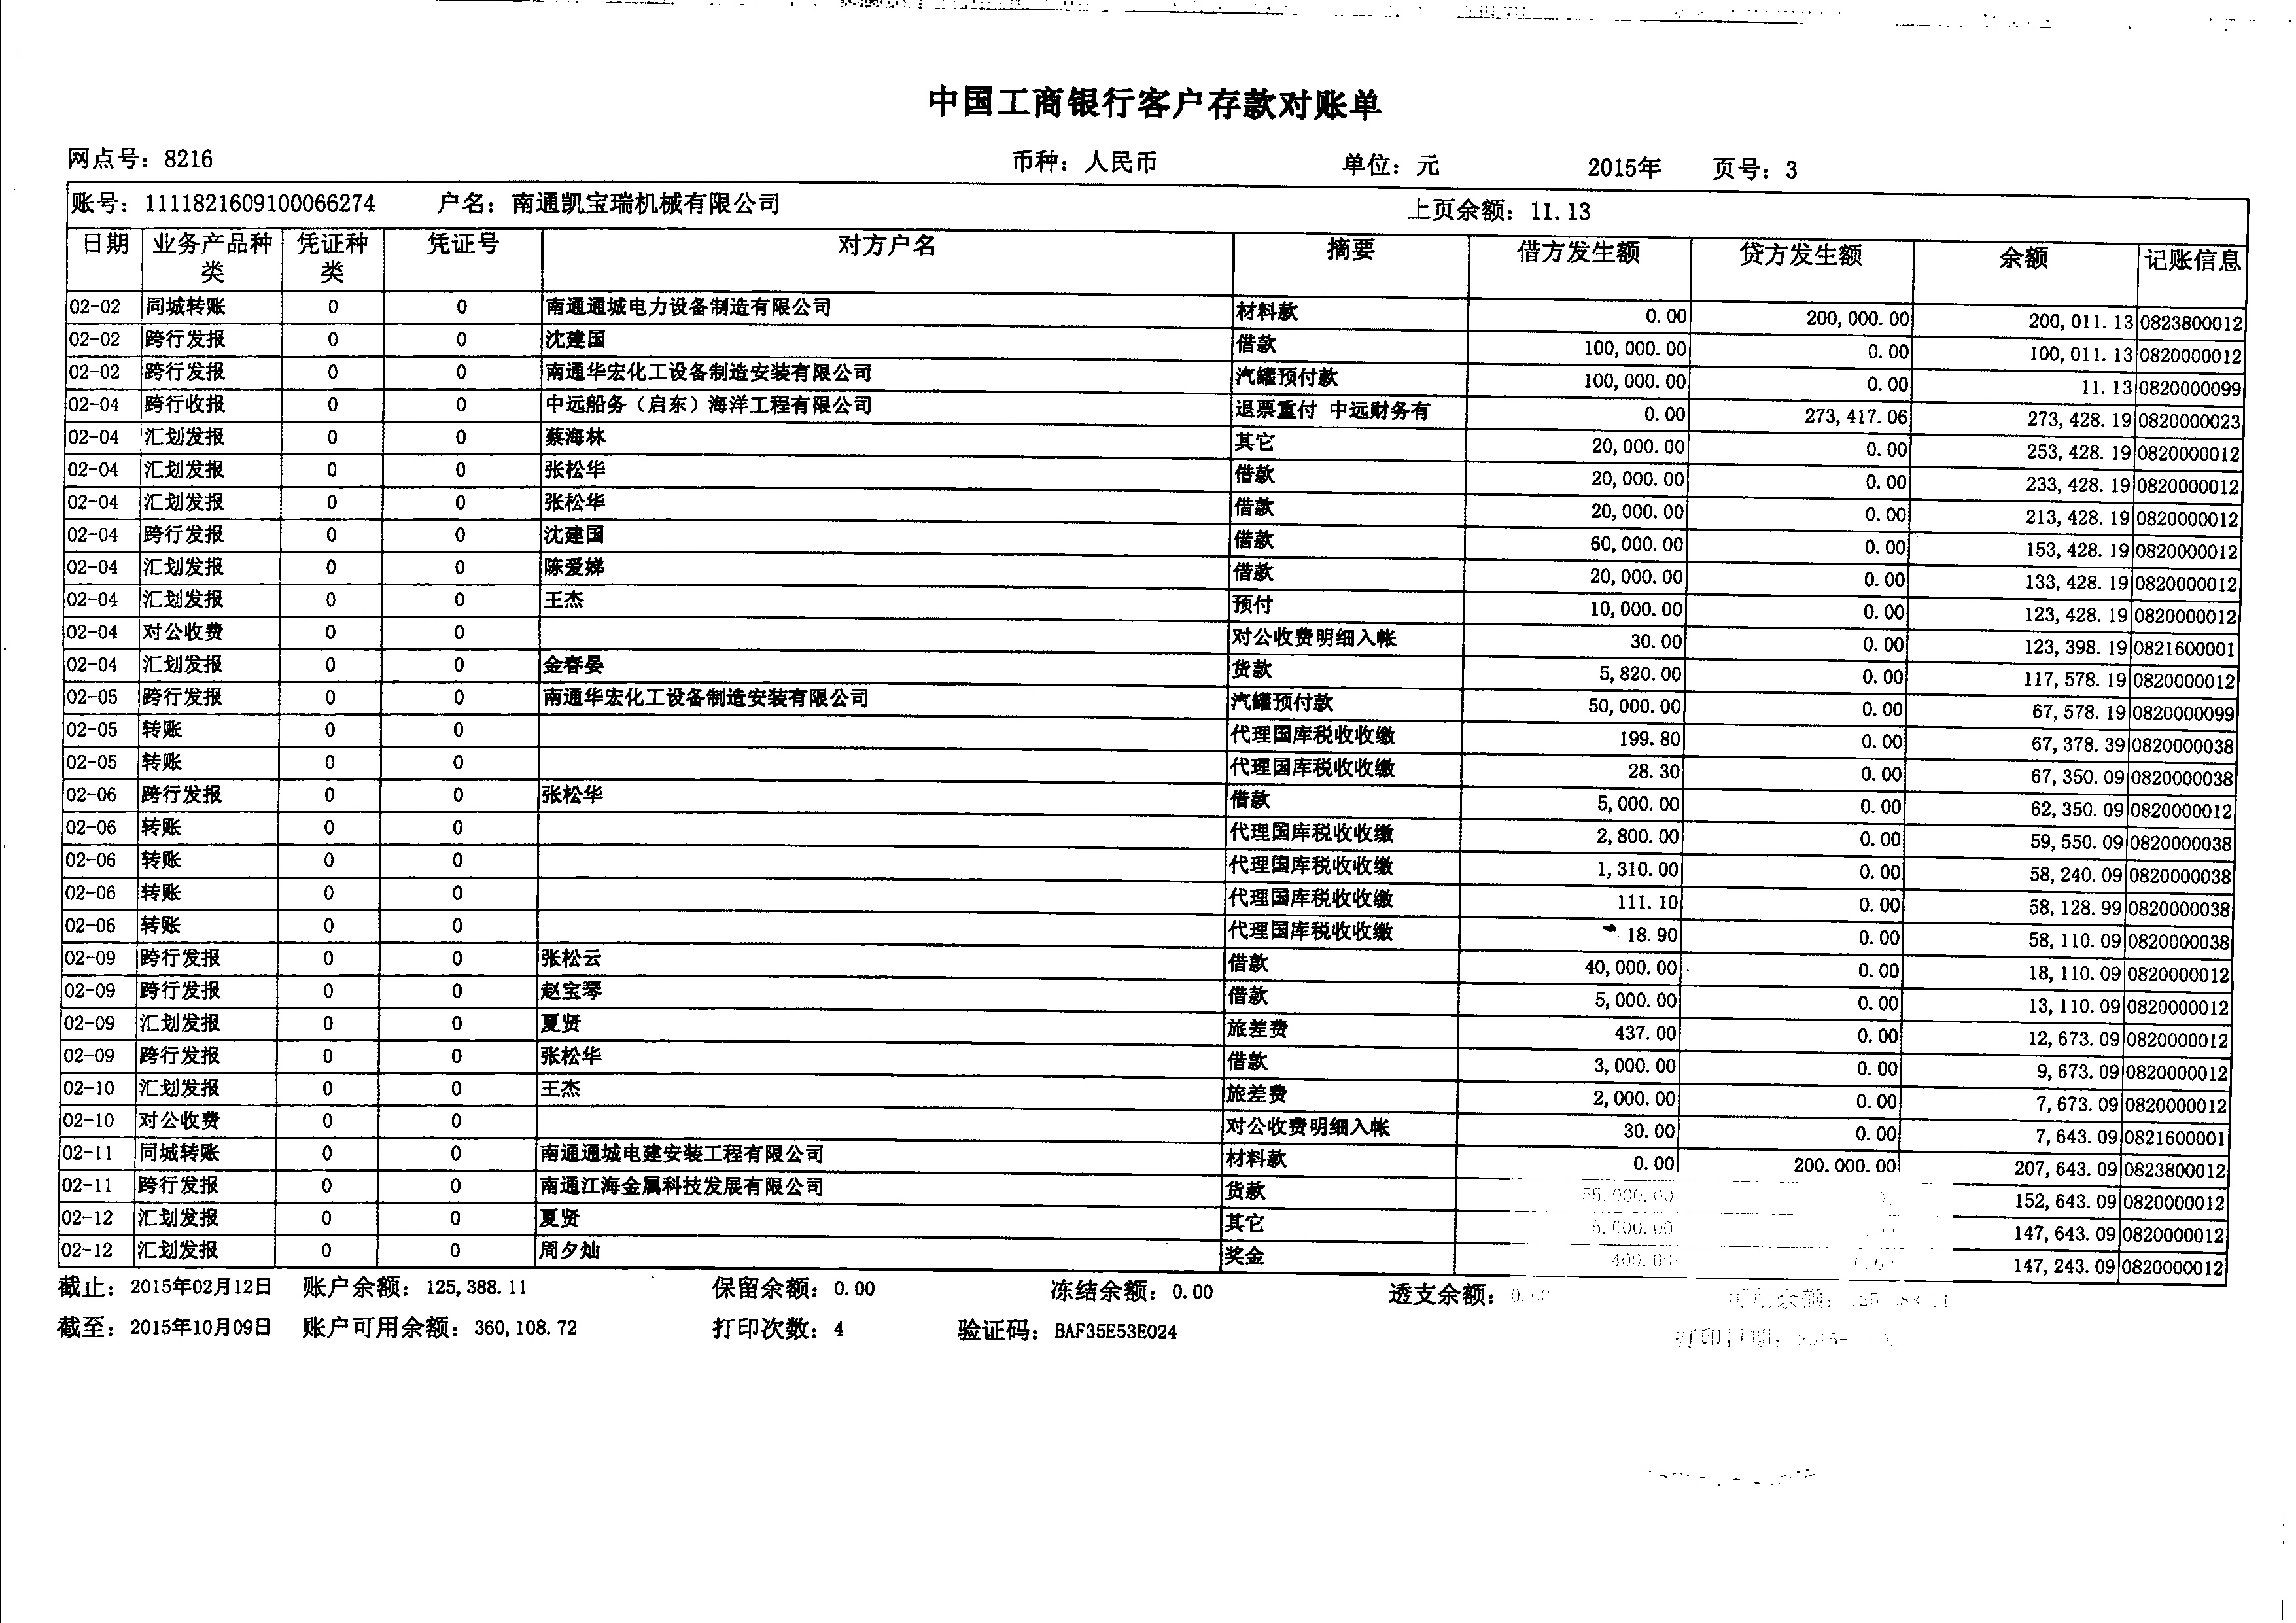 中国工商银行客户存款对账单
网点号：8216 币种：人民币 单位：元 2015年 页号：3
账号：1111821609100066274 户名：南通凯宝瑞机械有限公司 上页余额：11.13
日期 业务产品种类 凭证种类 凭证号 对方户名 摘要 借方发生额 贷方发生额 余额 记账信息
02-02 同城转账 0 0 南通通城电力设备制造有限公司 材料款 0.00 200,000.00 200,011.13 0823800012
02-02 跨行发报 0 0 沈建国 借款 100,000.00 0.00 100,011.13 0820000012
02-02 跨行发报 0 0 南通华宏化工设备制造安装有限公司 汽罐预付款 100,000.00 0.00 11.13 0820000099
02-04 跨行收报 0 0 中远船务（启东）海洋工程有限公司 退票重付 中远财务有 0.00 273,417.06 273,428.19 0820000023
02-04 汇划发报 0 0 蔡海林 其它 20,000.00 0.00 253,428.19 0820000012
02-04 汇划发报 0 0 张松华 借款 20,000.00 0.00 233,428.19 0820000012
02-04 汇划发报 0 0 张松华 借款 20,000.00 0.00 213,428.19 0820000012
02-04 跨行发报 0 0 沈建国 借款 60,000.00 0.00 153,428.19 0820000012
02-04 汇划发报 0 0 陈爱娣 借款 20,000.00 0.00 133,428.19 0820000012
02-04 汇划发报 0 0 王杰 预付 10,000.00 0.00 123,428.19 0820000012
02-04 对公收费 0 0 对公收费明细入帐 30.00 0.00 123,398.19 0821600001
02-04 汇划发报 0 0 金春晏 货款 5,820.00 0.00 117,578.19 0820000012
02-05 跨行发报 0 0 南通华宏化工设备制造安装有限公司 汽罐预付款 50,000.00 0.00 67,578.19 0820000099
02-05 转账 0 0 代理国库税收收缴 199.80 0.00 67,378.39 0820000038
02-05 转账 0 0 代理国库税收收缴 28.30 0.00 67,350.09 0820000038
02-06 跨行发报 0 0 张松华 借款 5,000.00 0.00 62,350.09 0820000012
02-06 转账 0 0 代理国库税收收缴 2,800.00 0.00 59,550.09 0820000038
02-06 转账 0 0 代理国库税收收缴 1,310.00 0.00 58,240.09 0820000038
02-06 转账 0 0 代理国库税收收缴 111.10 0.00 58,128.99 0820000038
02-06 转账 0 0 代理国库税收收缴 18.90 0.00 58,110.09 0820000038
02-09 跨行发报 0 0 张松云 借款 40,000.00 0.00 18,110.09 0820000012
02-09 跨行发报 0 0 赵宝琴 借款 5,000.00 0.00 13,110.09 0820000012
02-09 汇划发报 0 0 夏贤 旅差费 437.00 0.00 12,673.09 0820000012
02-09 跨行发报 0 0 张松华 借款 3,000.00 0.00 9,673.09 0820000012
02-10 汇划发报 0 0 王杰 旅差费 2,000.00 0.00 7,673.09 0820000012
02-10 对公收费 0 0 对公收费明细入帐 30.00 0.00 7,643.09 0821600001
02-11 同城转账 0 0 南通通城电建安装工程有限公司 材料款 0.00 200,000.00 207,643.09 0823800012
02-11 跨行发报 0 0 南通江海金属科技发展有限公司 货款 55,000.00 152,643.09 0820000012
02-12 汇划发报 0 0 夏贤 其它 5,000.00 147,643.09 0820000012
02-12 汇划发报 0 0 周夕灿 奖金 400.00 147,243.09 0820000012
截止：2015年02月12日 账户余额：125,388.11 保留余额：0.00 冻结余额：0.00 透支余额：0.00 可用余额：
截至：2015年10月09日 账户可用余额：360,108.72 打印次数：4 验证码：BAF35E53E024 打印日期：